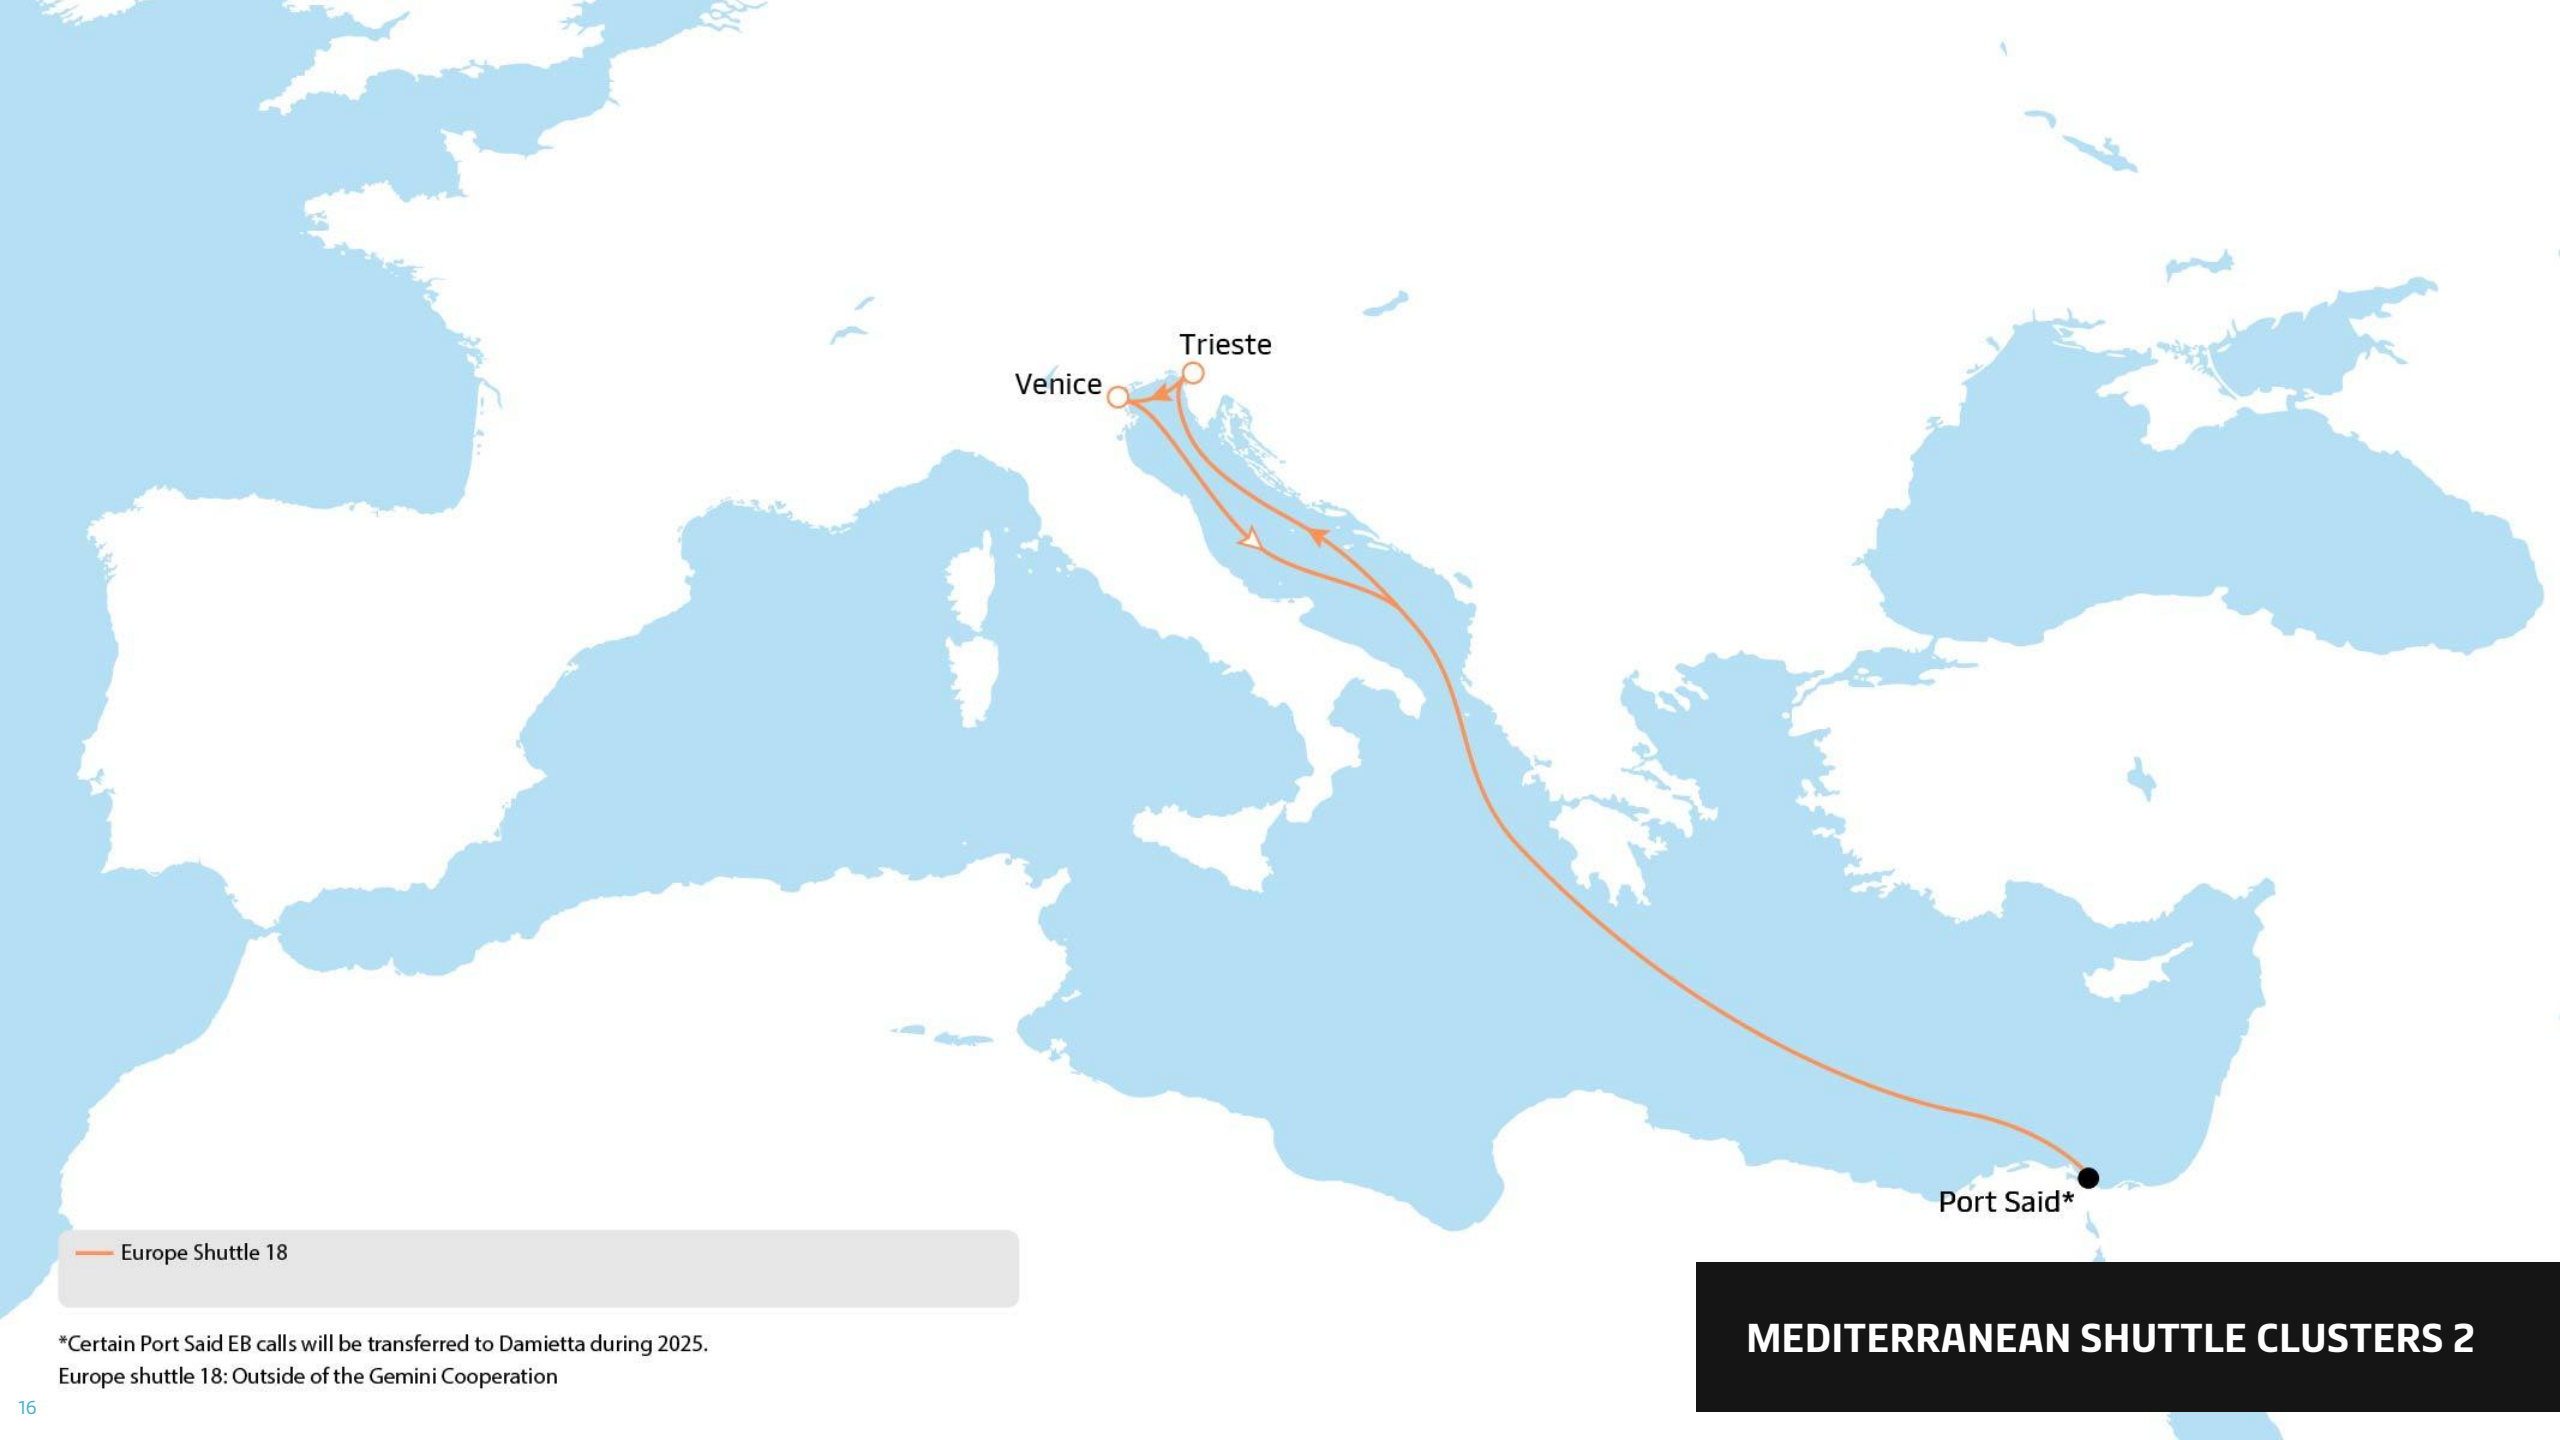 Trieste
Venice
Port Said*
Europe Shuttle 18
*Certain Port Said EB calls will be transferred to Damietta during 2025.
Europe shuttle 18: Outside of the Gemini Cooperation
MEDITERRANEAN SHUTTLE CLUSTERS 2
16